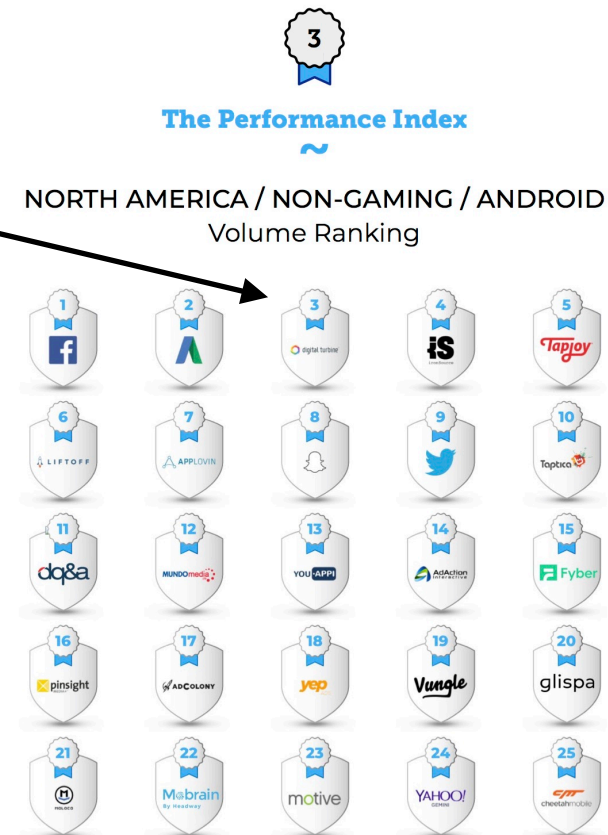 3
The Performance Index
~
NORTH AMERICA / NON-GAMING / ANDROID
Volume Ranking
1 2 3 4 5
f digital turbine iS Tapjoy
6 7 8 9 10
LIFTOFF APPLOVIN Taptica
11 12 13 14 15
dq&a MUNDOmedia YOU APPI AdAction Fyber
INTERACTIVE
16 17 18 19 20
pinsight ADCOLONY yep Vungle glispa
21 22 23 24 25
M Mobrain motive YAHOO! cm
MOLOCO By Headway GEMINI cheetahmobile